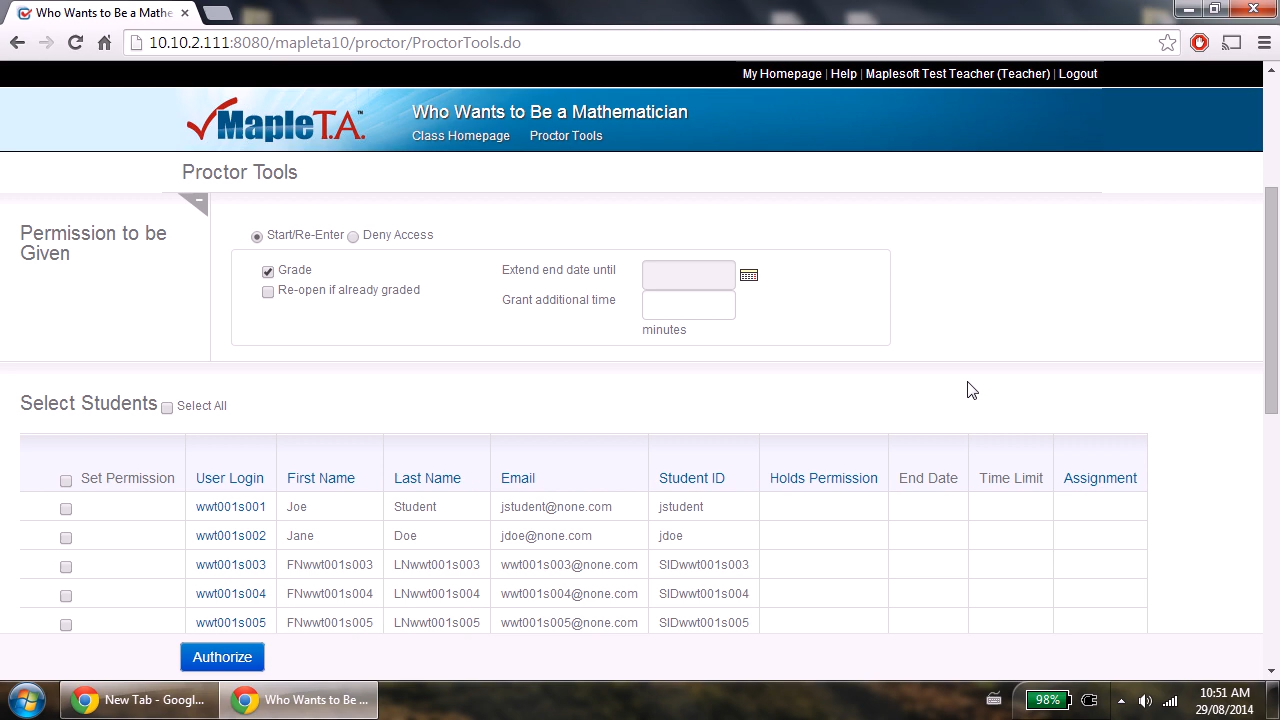 Who Wants to Be a Mathe
10.10.2.111:8080/mapleta10/proctor/ProctorTools.do
My Homepage | Help | Maplesoft Test Teacher (Teacher) | Logout
MapleT.A.™
Who Wants to Be a Mathematician
Class Homepage Proctor Tools
Proctor Tools
Permission to be
Given
Start/Re-Enter Deny Access
Grade
Extend end date until
Re-open if already graded
Grant additional time
minutes
Select Students Select All
Set Permission User Login First Name Last Name Email Student ID Holds Permission End Date Time Limit Assignment
wwt001s001 Joe Student jstudent@none.com jstudent
wwt001s002 Jane Doe jdoe@none.com jdoe
wwt001s003 FNwwt001s003 LNwwt001s003 wwt001s003@none.com SIDwwt001s003
wwt001s004 FNwwt001s004 LNwwt001s004 wwt001s004@none.com SIDwwt001s004
wwt001s005 FNwwt001s005 LNwwt001s005 wwt001s005@none.com SIDwwt001s005
Authorize
New Tab - Googl...
Who Wants to Be ...
98%
10:51 AM
29/08/2014